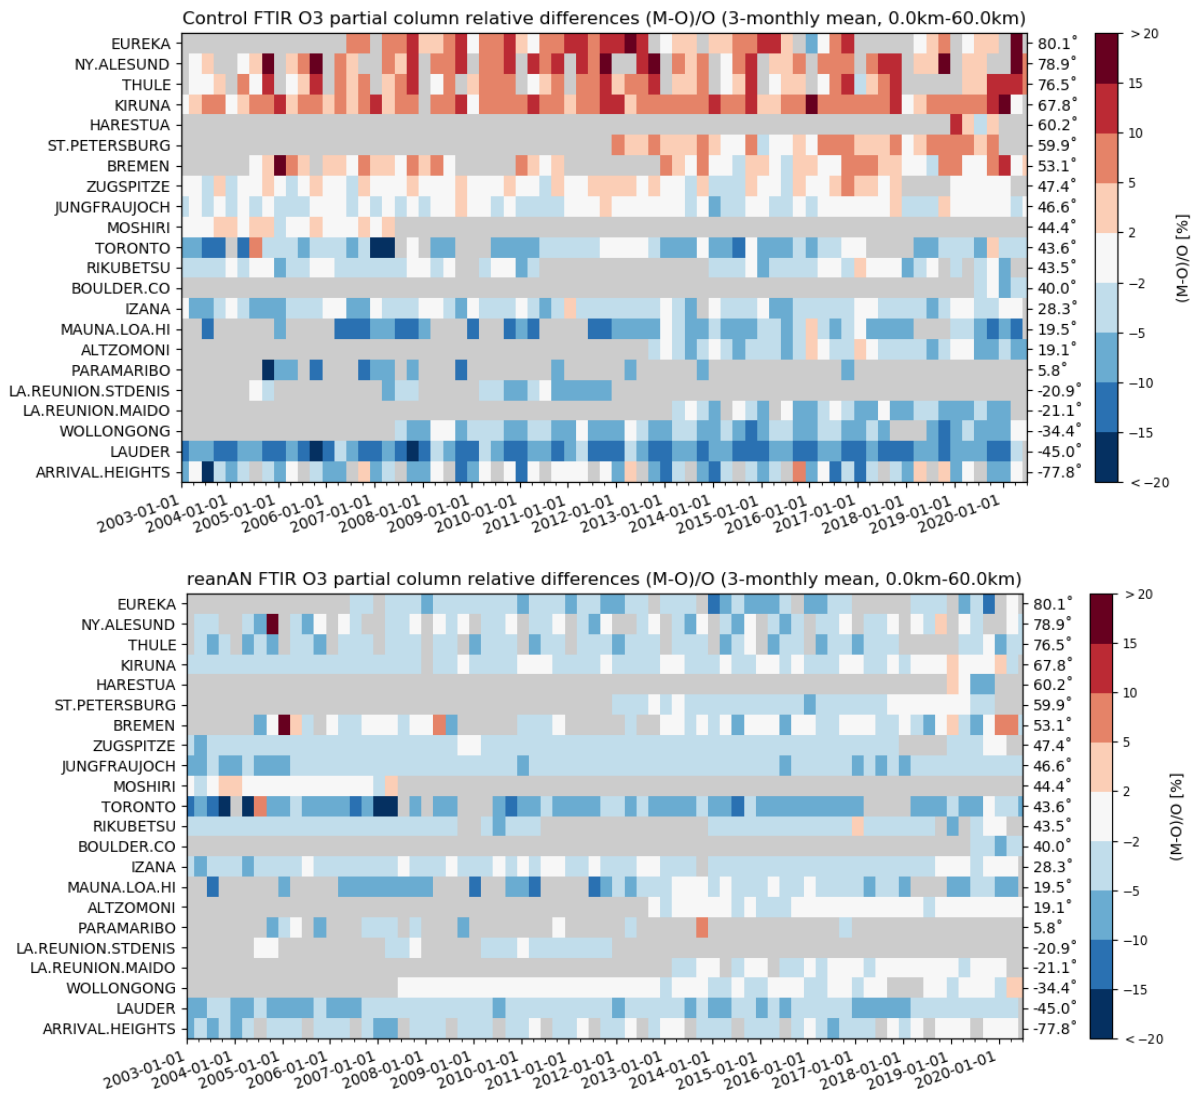 Control FTIR O3 partial column relative differences (M-O)/O (3-monthly mean, 0.0km-60.0km)
EUREKA 80.1˚
NY.ALESUND 78.9˚
THULE 76.5˚
KIRUNA 67.8˚
HARESTUA 60.2˚
ST.PETERSBURG 59.9˚
BREMEN 53.1˚
ZUGSPITZE 47.4˚
JUNGFRAUJOCH 46.6˚
MOSHIRI 44.4˚
TORONTO 43.6˚
RIKUBETSU 43.5˚
BOULDER.CO 40.0˚
IZANA 28.3˚
MAUNA.LOA.HI 19.5˚
ALTZOMONI 19.1˚
PARAMARIBO 5.8˚
LA.REUNION.STDENIS -20.9˚
LA.REUNION.MAIDO -21.1˚
WOLLONGONG -34.4˚
LAUDER -45.0˚
ARRIVAL.HEIGHTS -77.8˚
2003-01-01 2004-01-01 2005-01-01 2006-01-01 2007-01-01 2008-01-01 2009-01-01 2010-01-01 2011-01-01 2012-01-01 2013-01-01 2014-01-01 2015-01-01 2016-01-01 2017-01-01 2018-01-01 2019-01-01 2020-01-01
> 20
15
10
5
2
−2
−5
−10
−15
< −20
(M-O)/O [%]
reanAN FTIR O3 partial column relative differences (M-O)/O (3-monthly mean, 0.0km-60.0km)
EUREKA 80.1˚
NY.ALESUND 78.9˚
THULE 76.5˚
KIRUNA 67.8˚
HARESTUA 60.2˚
ST.PETERSBURG 59.9˚
BREMEN 53.1˚
ZUGSPITZE 47.4˚
JUNGFRAUJOCH 46.6˚
MOSHIRI 44.4˚
TORONTO 43.6˚
RIKUBETSU 43.5˚
BOULDER.CO 40.0˚
IZANA 28.3˚
MAUNA.LOA.HI 19.5˚
ALTZOMONI 19.1˚
PARAMARIBO 5.8˚
LA.REUNION.STDENIS -20.9˚
LA.REUNION.MAIDO -21.1˚
WOLLONGONG -34.4˚
LAUDER -45.0˚
ARRIVAL.HEIGHTS -77.8˚
2003-01-01 2004-01-01 2005-01-01 2006-01-01 2007-01-01 2008-01-01 2009-01-01 2010-01-01 2011-01-01 2012-01-01 2013-01-01 2014-01-01 2015-01-01 2016-01-01 2017-01-01 2018-01-01 2019-01-01 2020-01-01
> 20
15
10
5
2
−2
−5
−10
−15
< −20
(M-O)/O [%]